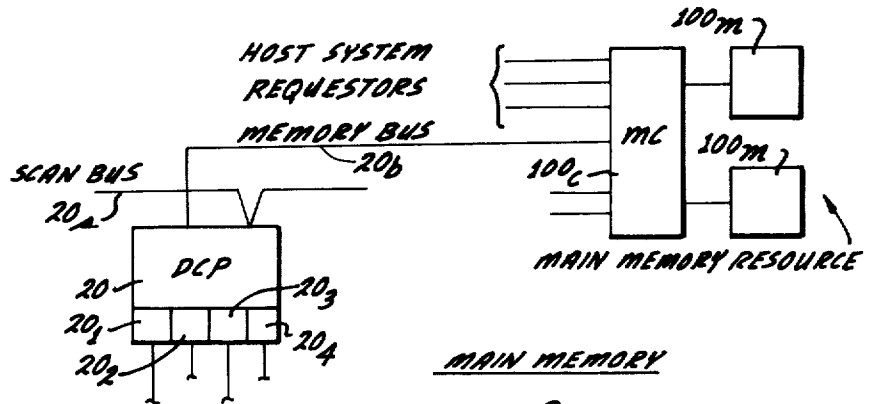 100m
HOST SYSTEM
REQUESTORS
MEMORY BUS
MC
20b
100m
SCAN BUS
100c
20a
DCP
MAIN MEMORY RESOURCE
20
20₃
20₁
20₂
20₄
MAIN MEMORY